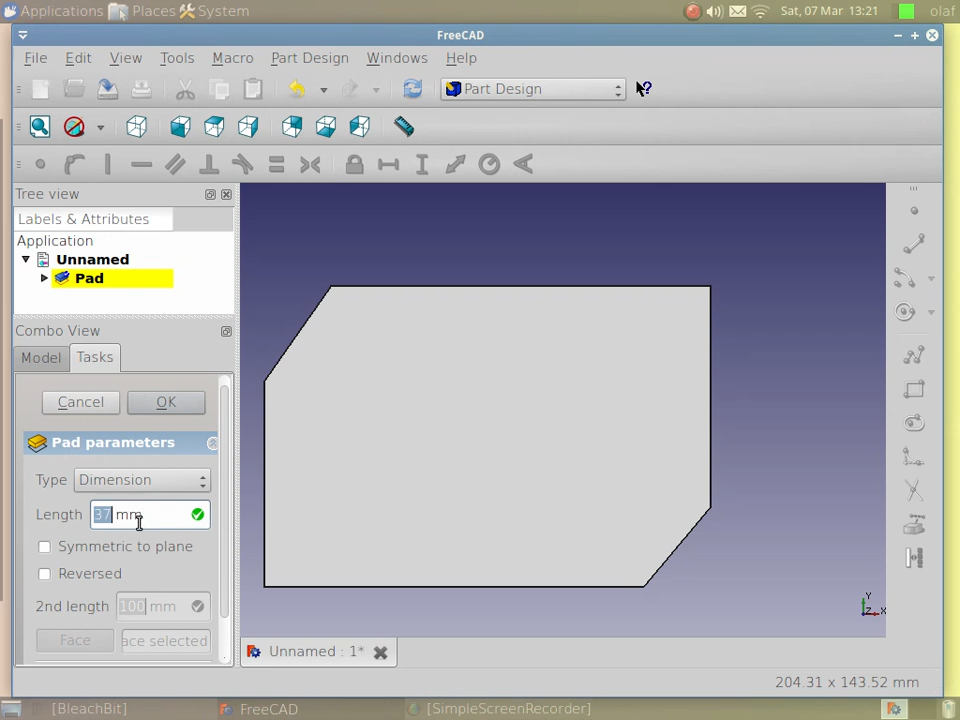 Applications Places System Sat, 07 Mar 13:21 olaf
FreeCAD
File Edit View Tools Macro Part Design Windows Help
Part Design
Tree view
Labels & Attributes
Application
Unnamed
Pad
Combo View
Model Tasks
Cancel OK
Pad parameters
Type Dimension
Length 37 mm
Symmetric to plane
Reversed
2nd length 100 mm
Face ace selected
Y
Z X
Unnamed : 1*
204.31 x 143.52 mm
[BleachBit] FreeCAD [SimpleScreenRecorder]